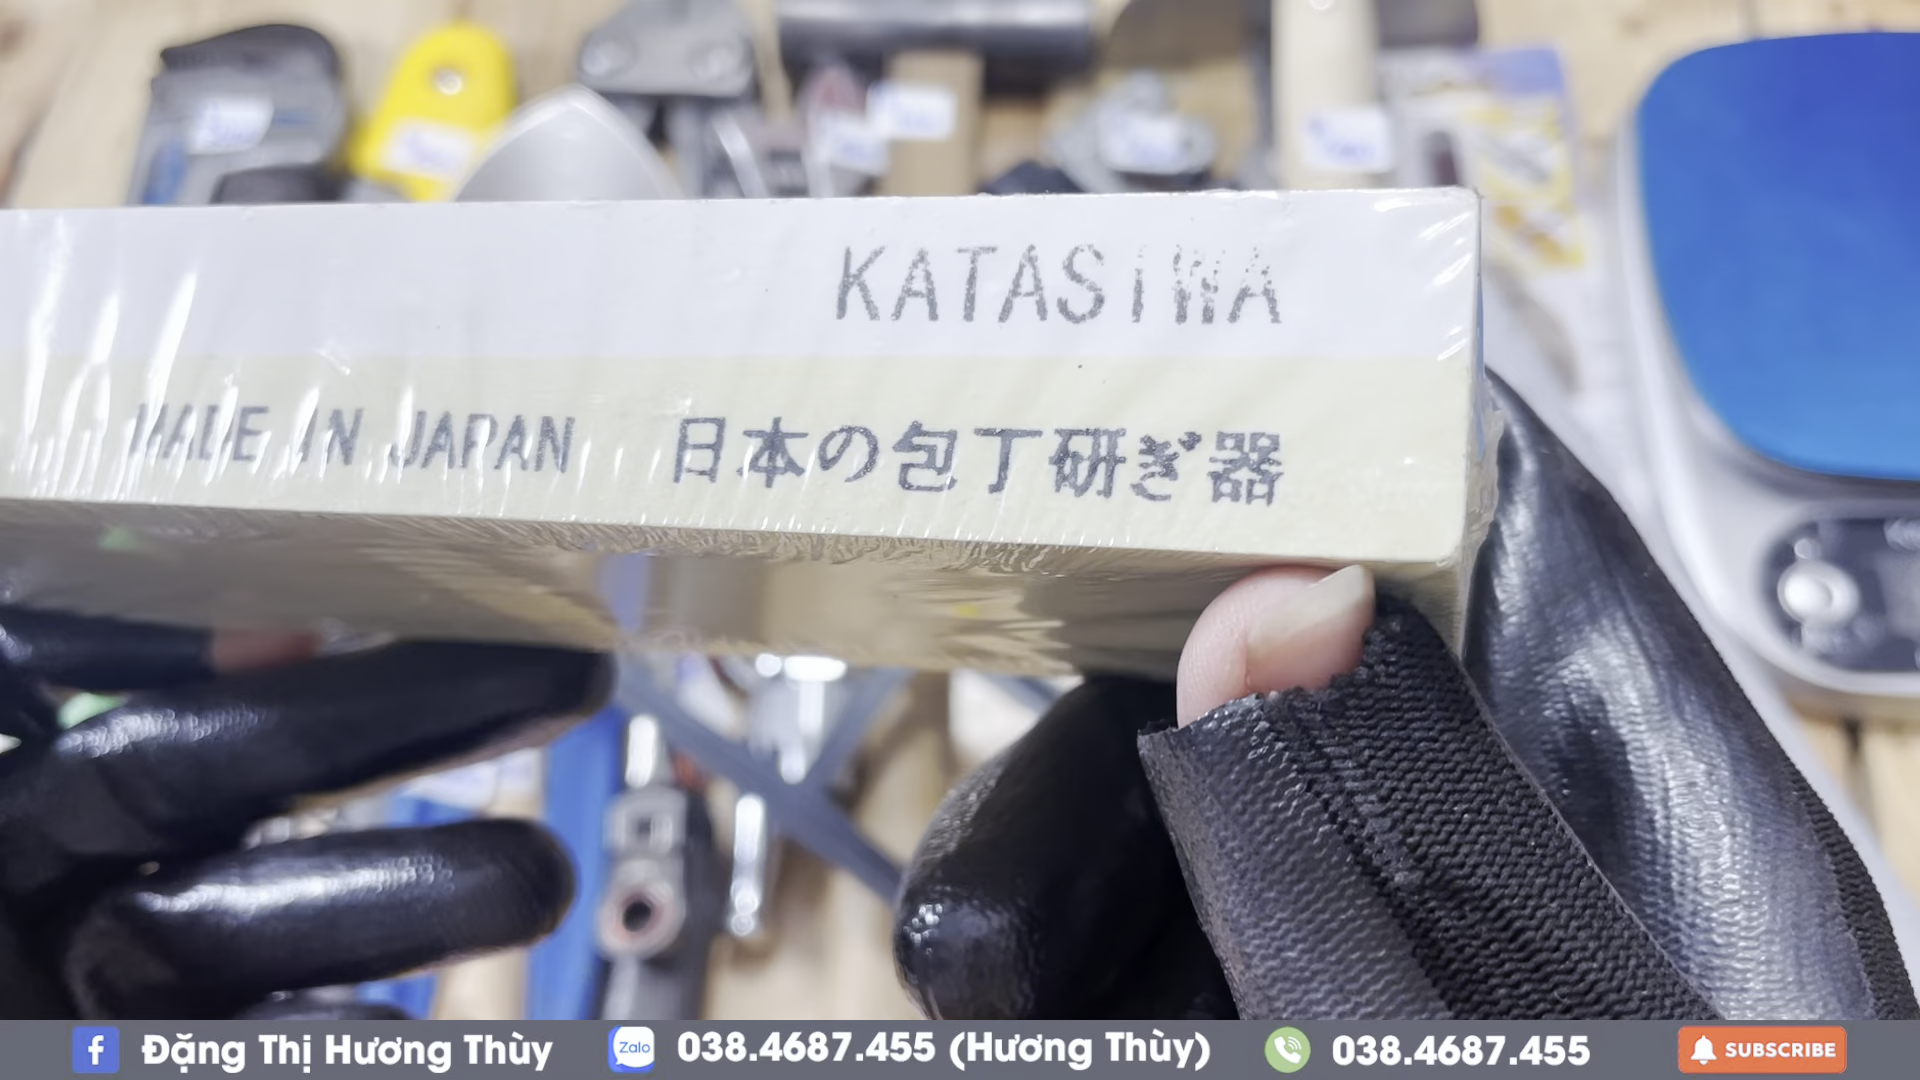 KATASIWA
MADE IN JAPAN 日本の包丁研ぎ器
Đặng Thị Hương Thùy
Zalo
038.4687.455 (Hương Thùy)
038.4687.455
SUBSCRIBE